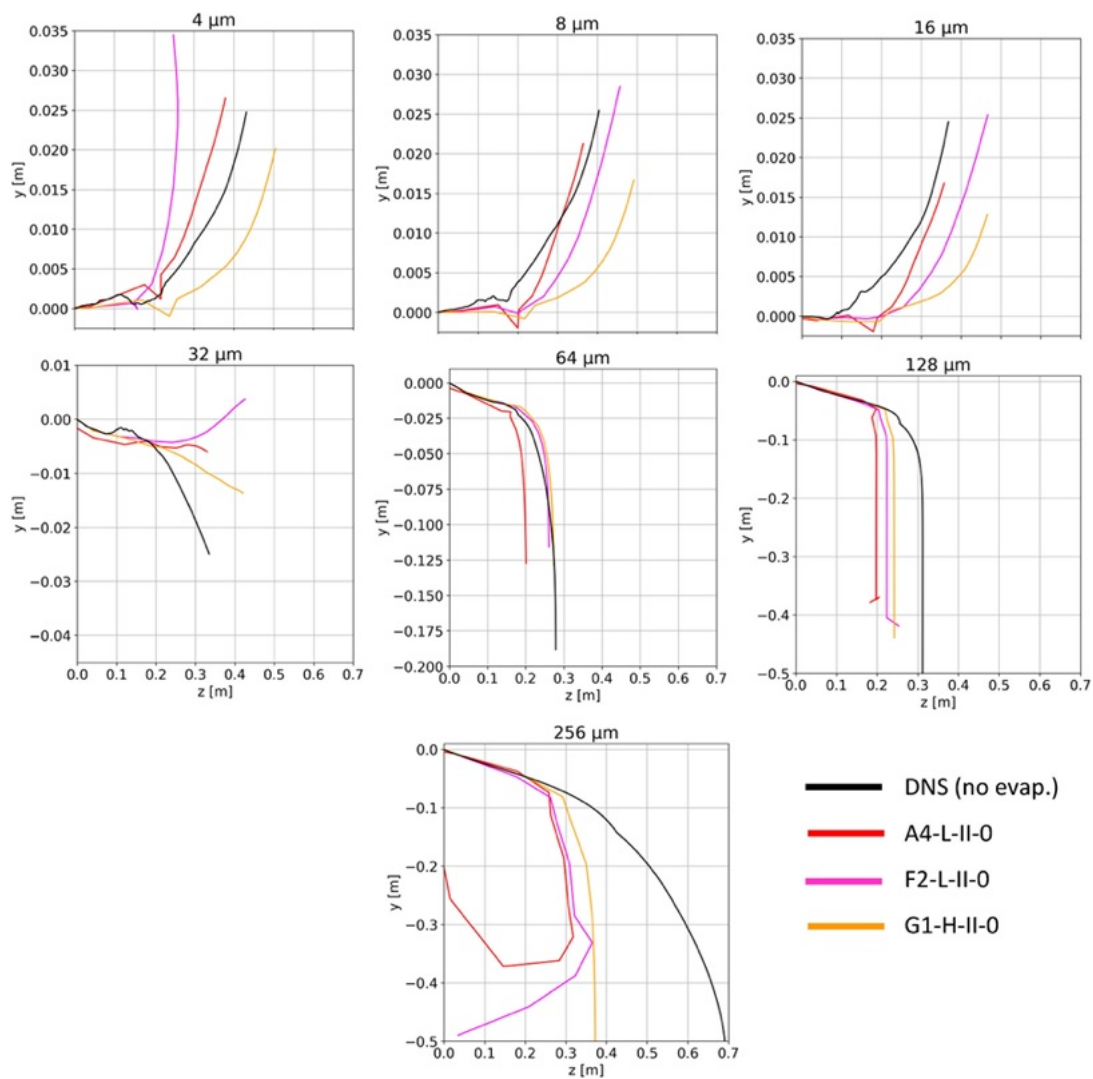 4 μm
8 μm
16 μm
0.035
0.030
0.025
0.020
0.015
0.010
0.005
0.000
y [m]
0.035
0.030
0.025
0.020
0.015
0.010
0.005
0.000
y [m]
0.035
0.030
0.025
0.020
0.015
0.010
0.005
0.000
y [m]
32 μm
64 μm
128 μm
0.01
0.00
−0.01
−0.02
−0.03
−0.04
y [m]
0.0 0.1 0.2 0.3 0.4 0.5 0.6 0.7
z [m]
0.000
−0.025
−0.050
−0.075
−0.100
−0.125
−0.150
−0.175
−0.200
y [m]
0.0 0.1 0.2 0.3 0.4 0.5 0.6 0.7
z [m]
0.0
−0.1
−0.2
−0.3
−0.4
−0.5
y [m]
0.0 0.1 0.2 0.3 0.4 0.5 0.6 0.7
z [m]
256 μm
0.0
−0.1
−0.2
−0.3
−0.4
−0.5
y [m]
0.0 0.1 0.2 0.3 0.4 0.5 0.6 0.7
z [m]
DNS (no evap.)
A4-L-II-0
F2-L-II-0
G1-H-II-0